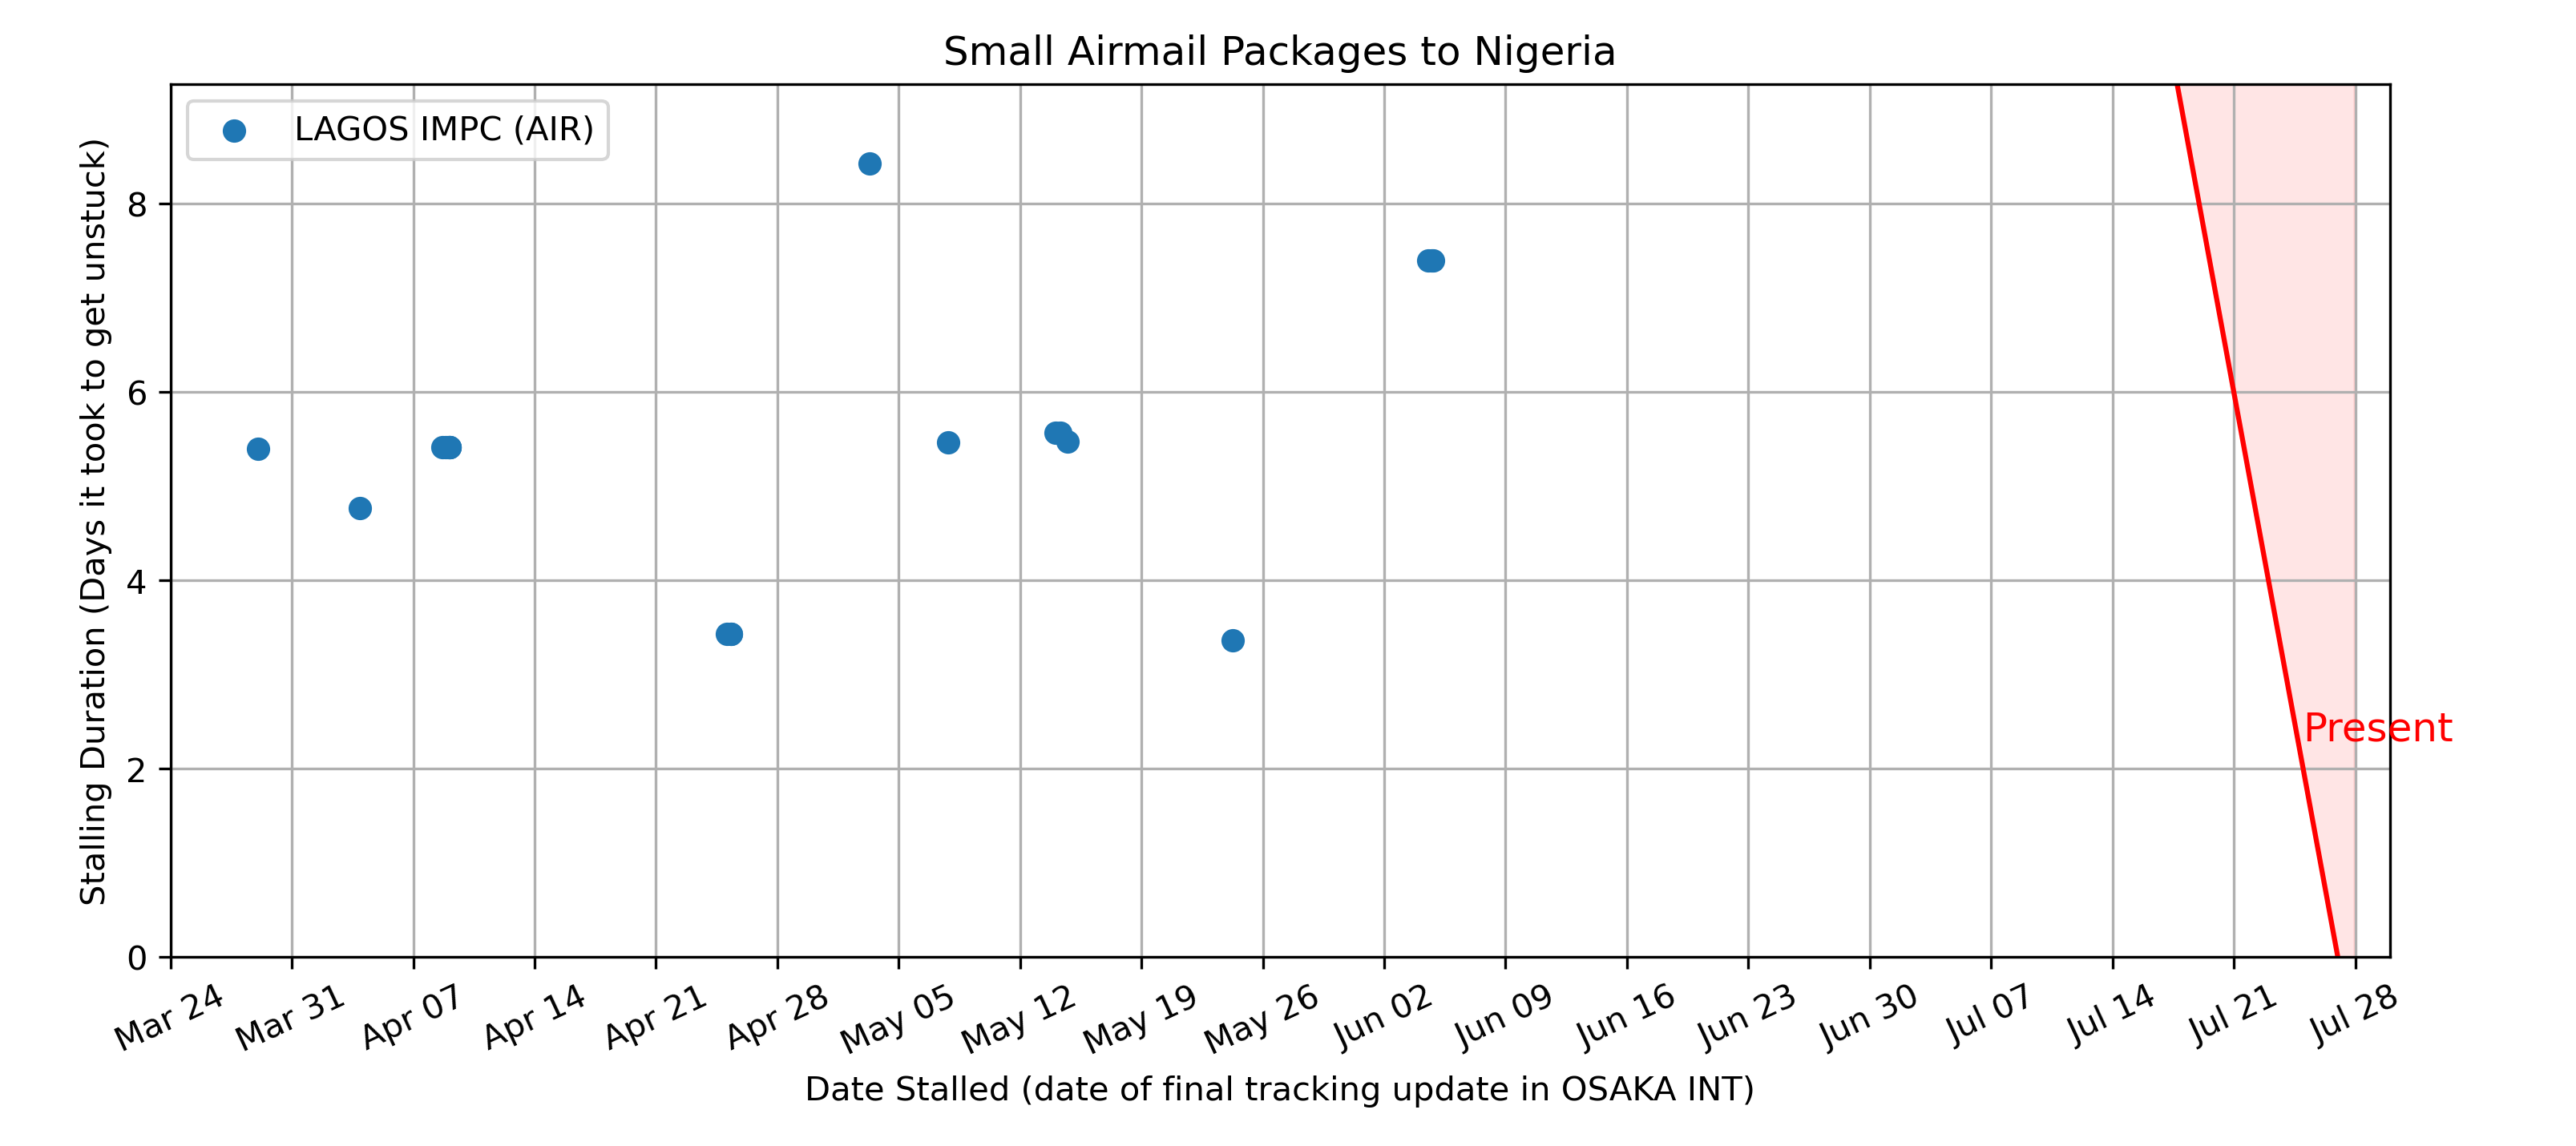 Small Airmail Packages to Nigeria
LAGOS IMPC (AIR)
Stalling Duration (Days it took to get unstuck)
8
6
4
2
0
Present
Mar 24
Mar 31
Apr 07
Apr 14
Apr 21
Apr 28
May 05
May 12
May 19
May 26
Jun 02
Jun 09
Jun 16
Jun 23
Jun 30
Jul 07
Jul 14
Jul 21
Jul 28
Date Stalled (date of final tracking update in OSAKA INT)